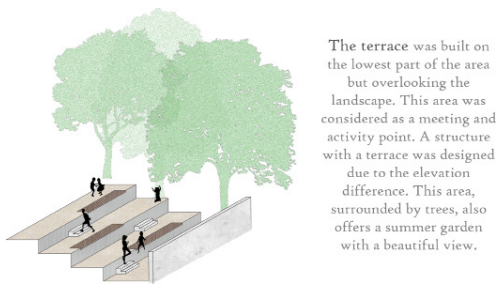 The terrace was built on
the lowest part of the area
but overlooking the
landscape. This area was
considered as a meeting and
activity point. A structure
with a terrace was designed
due to the elevation
difference. This area,
surrounded by trees, also
offers a summer garden
with a beautiful view.